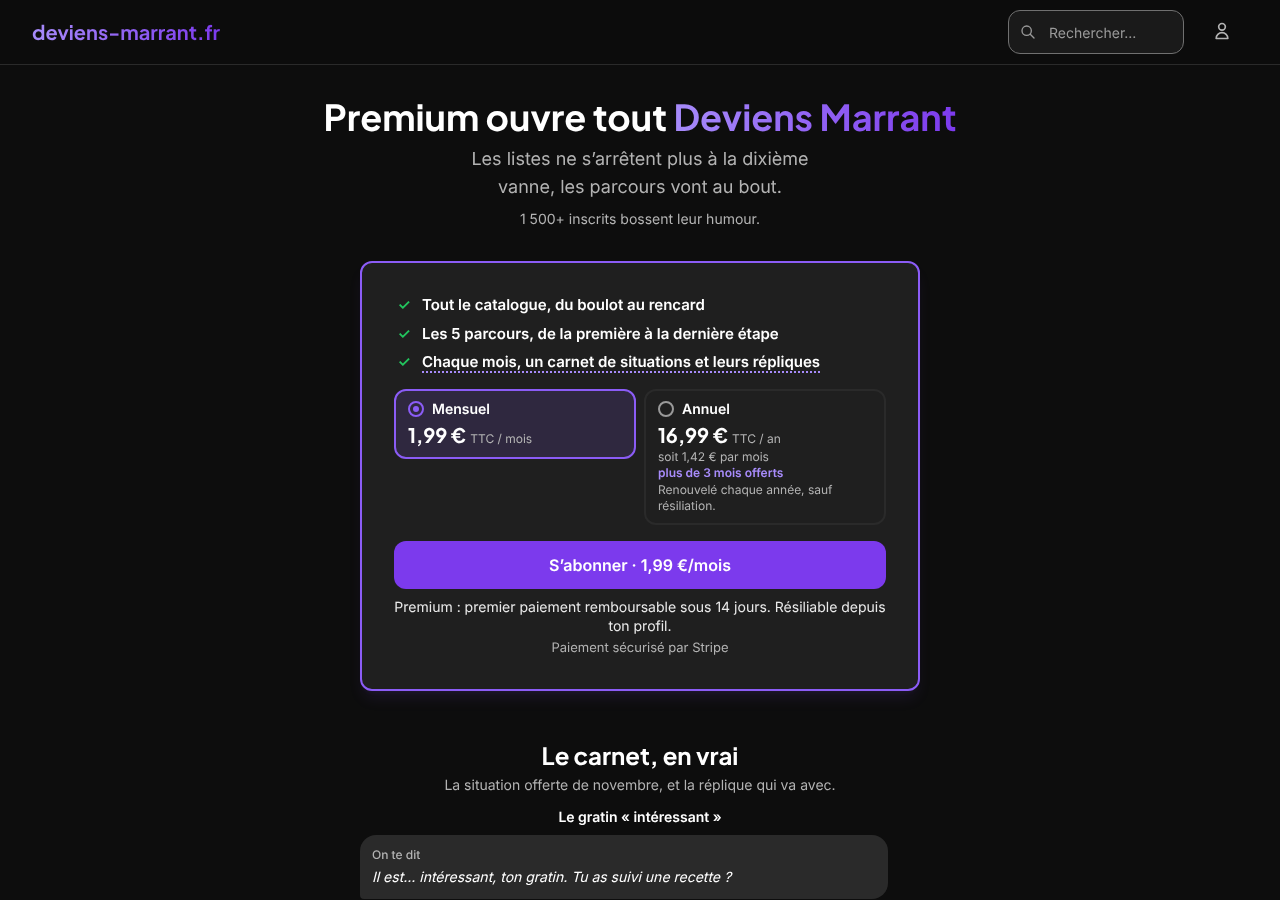 deviens-marrant.fr
Rechercher...
Premium ouvre tout Deviens Marrant
Les listes ne s’arrêtent plus à la dixième
vanne, les parcours vont au bout.
1 500+ inscrits bossent leur humour.
Tout le catalogue, du boulot au rencard
Les 5 parcours, de la première à la dernière étape
Chaque mois, un carnet de situations et leurs répliques
Mensuel
1,99 € TTC / mois
Annuel
16,99 € TTC / an
soit 1,42 € par mois
plus de 3 mois offerts
Renouvelé chaque année, sauf
résiliation.
S’abonner · 1,99 €/mois
Premium : premier paiement remboursable sous 14 jours. Résiliable depuis
ton profil.
Paiement sécurisé par Stripe
Le carnet, en vrai
La situation offerte de novembre, et la réplique qui va avec.
Le gratin « intéressant »
On te dit
Il est… intéressant, ton gratin. Tu as suivi une recette ?